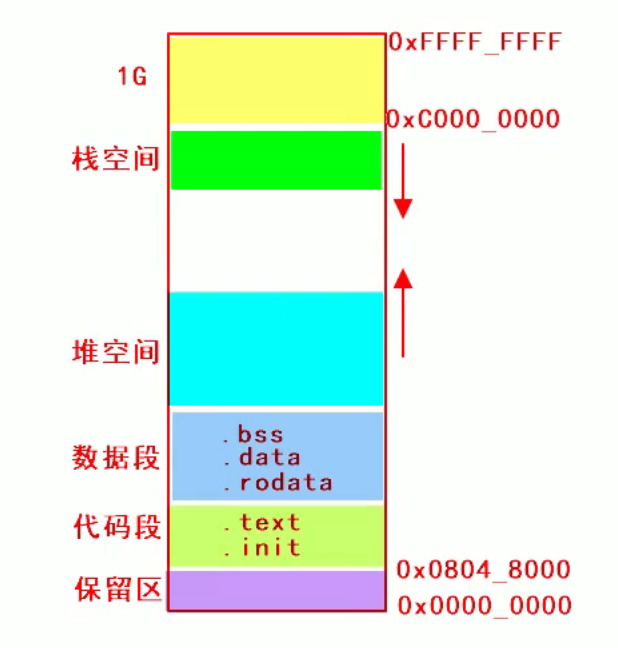 0xFFFF_FFFF
1G
0xC000_0000
栈空间
堆空间
.bss
数据段 .data
.rodata
代码段 .text
.init
0x0804_8000
保留区
0x0000_0000